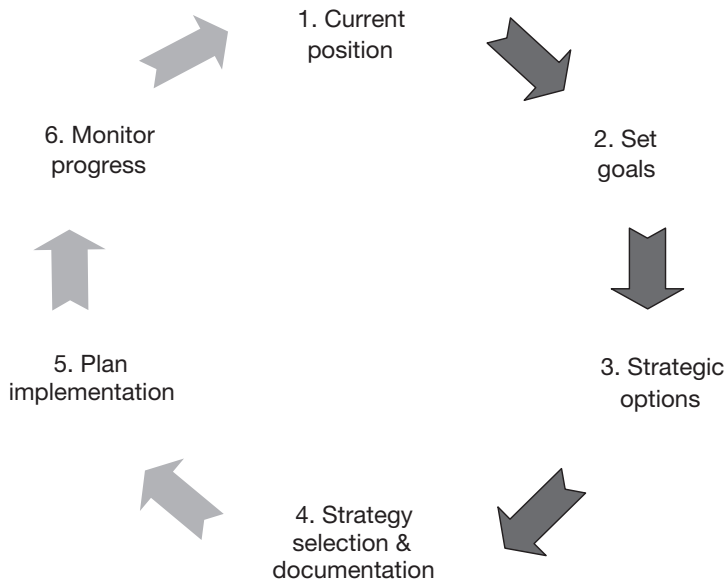 1. Current
position
2. Set
goals
3. Strategic
options
4. Strategy
selection &
documentation
5. Plan
implementation
6. Monitor
progress